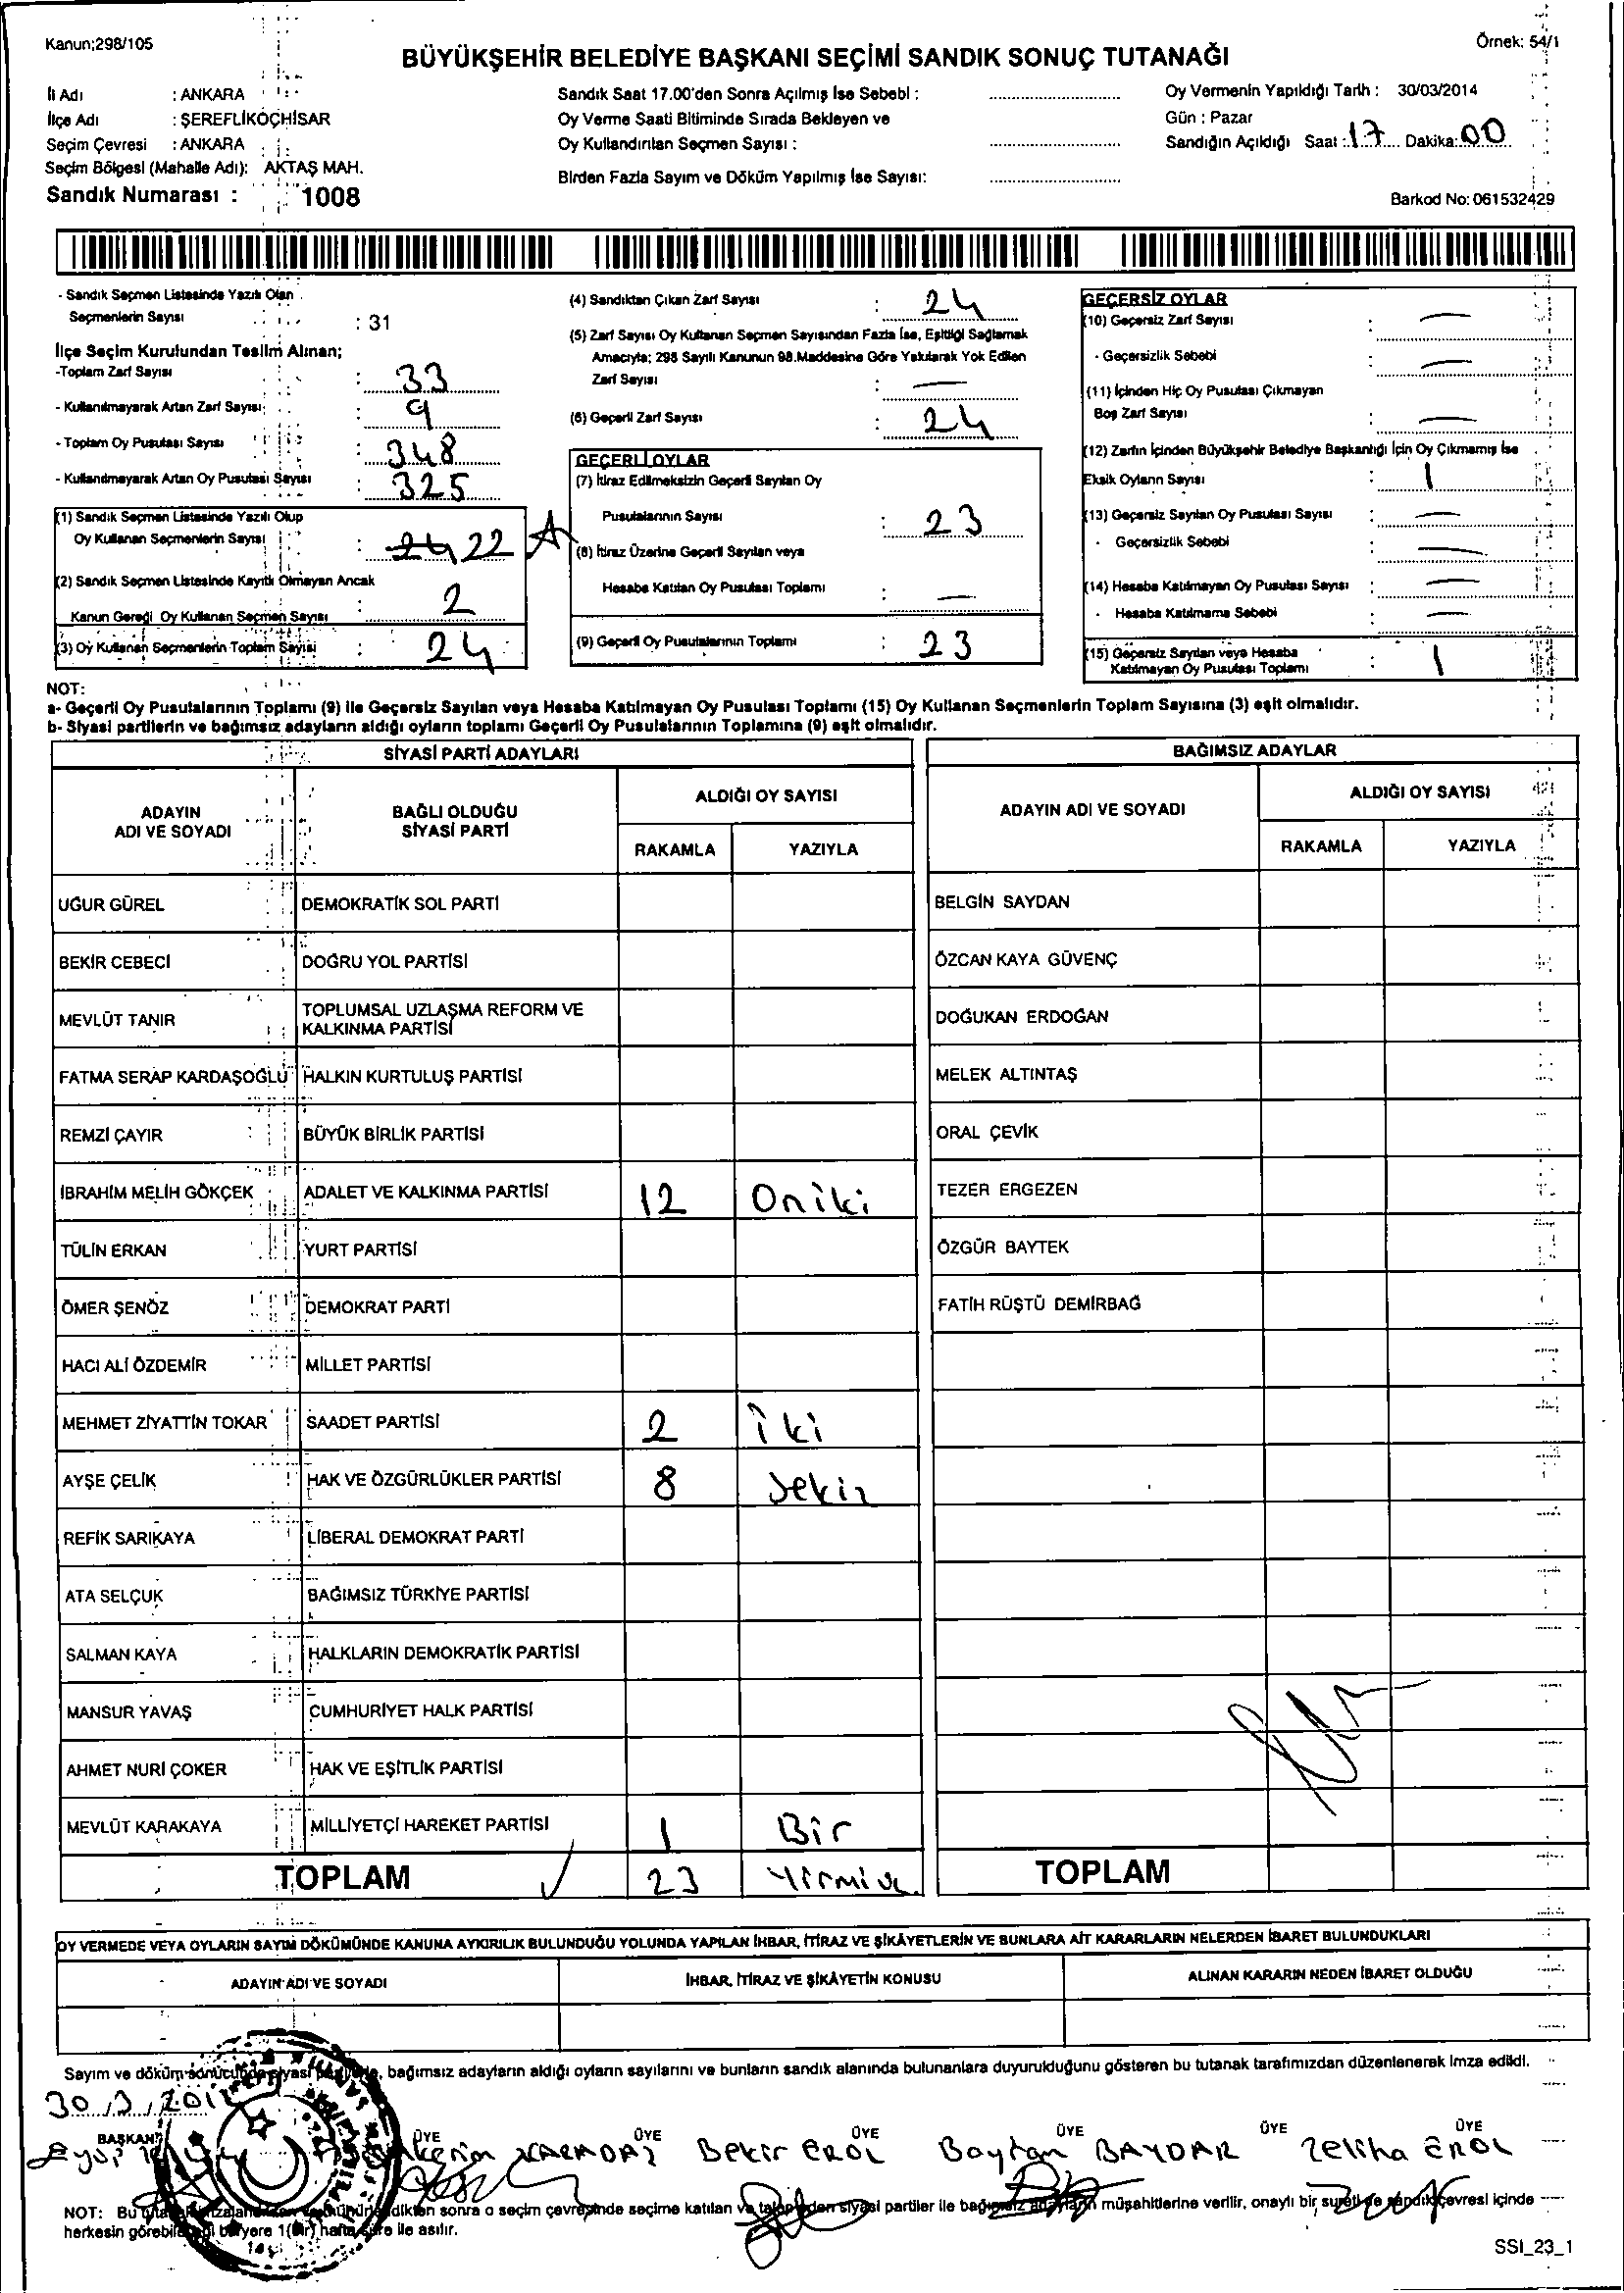 Kanun;298/105
Örnek: 54/1
BÜYÜKŞEHİR BELEDİYE BAŞKANI SEÇİMİ SANDIK SONUÇ TUTANAĞI
İl Adı : ANKARA
İlçe Adı : ŞEREFLİKOÇHİSAR
Seçim Çevresi : ANKARA
Seçim Bölgesi (Mahalle Adı): AKTAŞ MAH.
Sandık Numarası : 1008
Sandık Saat 17.00'den Sonra Açılmış İse Sebebi :
Oy Verme Saati Bitiminde Sırada Bekleyen ve
Oy Kullandırılan Seçmen Sayısı :
Birden Fazla Sayım ve Döküm Yapılmış İse Sayısı:
Oy Vermenin Yapıldığı Tarih : 30/03/2014
Gün : Pazar
Sandığın Açıldığı Saat : 17 Dakika: 00
Barkod No: 061532429
- Sandık Seçmen Listesinde Yazılı Olan
Seçmenlerin Sayısı : 31
İlçe Seçim Kurulundan Teslim Alınan;
-Toplam Zarf Sayısı : 33
- Kullanılmayarak Artan Zarf Sayısı: 9
- Toplam Oy Pusulası Sayısı : 348
- Kullanılmayarak Artan Oy Pusulası Sayısı : 325
(1) Sandık Seçmen Listesinde Yazılı Olup
Oy Kullanan Seçmenlerin Sayısı : 24 22
(2) Sandık Seçmen Listesinde Kayıtlı Olmayan Ancak
Kanun Gereği Oy Kullanan Seçmen Sayısı : 2
(3) Oy Kullanan Seçmenlerin Toplam Sayısı : 24
(4) Sandıktan Çıkan Zarf Sayısı : 24
(5) Zarf Sayısı Oy Kullanan Seçmen Sayısından Fazla İse, Eşitliği Sağlamak
Amacıyla; 298 Sayılı Kanunun 98.Maddesine Göre Yakılarak Yok Edilen
Zarf Sayısı : —
(6) Geçerli Zarf Sayısı : 24
GEÇERLİ OYLAR
(7) İtiraz Edilmeksizin Geçerli Sayılan Oy
Pusulalarının Sayısı : 23
(8) İtiraz Üzerine Geçerli Sayılan veya
Hesaba Katılan Oy Pusulası Toplamı : —
(9) Geçerli Oy Pusulalarının Toplamı : 23
GEÇERSİZ OYLAR
(10) Geçersiz Zarf Sayısı : —
- Geçersizlik Sebebi : —
(11) İçinden Hiç Oy Pusulası Çıkmayan
Boş Zarf Sayısı : —
(12) Zarfın İçinden Büyükşehir Belediye Başkanlığı İçin Oy Çıkmamış İse
Eksik Oyların Sayısı : 1
(13) Geçersiz Sayılan Oy Pusulası Sayısı : —
- Geçersizlik Sebebi : —
(14) Hesaba Katılmayan Oy Pusulası Sayısı : —
- Hesaba Katılmama Sebebi : —
(15) Geçersiz Sayılan veya Hesaba
Katılmayan Oy Pusulası Toplamı : 1
NOT:
a- Geçerli Oy Pusulalarının Toplamı (9) ile Geçersiz Sayılan veya Hesaba Katılmayan Oy Pusulası Toplamı (15) Oy Kullanan Seçmenlerin Toplam Sayısına (3) eşit olmalıdır.
b- Siyasi partilerin ve bağımsız adayların aldığı oyların toplamı Geçerli Oy Pusulalarının Toplamına (9) eşit olmalıdır.
SİYASİ PARTİ ADAYLARI
ADAYIN ADI VE SOYADI
BAĞLI OLDUĞU SİYASİ PARTİ
ALDIĞI OY SAYISI
RAKAMLA YAZIYLA
UĞUR GÜREL DEMOKRATİK SOL PARTİ
BEKİR CEBECİ DOĞRU YOL PARTİSİ
MEVLÜT TANIR TOPLUMSAL UZLAŞMA REFORM VE
KALKINMA PARTİSİ
FATMA SERAP KARDAŞOĞLU HALKIN KURTULUŞ PARTİSİ
REMZİ ÇAYIR BÜYÜK BİRLİK PARTİSİ
İBRAHİM MELİH GÖKÇEK ADALET VE KALKINMA PARTİSİ 12 Oniki
TÜLİN ERKAN YURT PARTİSİ
ÖMER ŞENÖZ DEMOKRAT PARTİ
HACI ALİ ÖZDEMİR MİLLET PARTİSİ
MEHMET ZİYATTİN TOKAR SAADET PARTİSİ 2 iki
AYŞE ÇELİK HAK VE ÖZGÜRLÜKLER PARTİSİ 8 Sekiz
REFİK SARIKAYA LİBERAL DEMOKRAT PARTİ
ATA SELÇUK BAĞIMSIZ TÜRKİYE PARTİSİ
SALMAN KAYA HALKLARIN DEMOKRATİK PARTİSİ
MANSUR YAVAŞ CUMHURİYET HALK PARTİSİ
AHMET NURİ ÇOKER HAK VE EŞİTLİK PARTİSİ
MEVLÜT KARAKAYA MİLLİYETÇİ HAREKET PARTİSİ 1 Bir
TOPLAM 23
BAĞIMSIZ ADAYLAR
ADAYIN ADI VE SOYADI
ALDIĞI OY SAYISI
RAKAMLA YAZIYLA
BELGİN SAYDAN
ÖZCAN KAYA GÜVENÇ
DOĞUKAN ERDOĞAN
MELEK ALTINTAŞ
ORAL ÇEVİK
TEZER ERGEZEN
ÖZGÜR BAYTEK
FATİH RÜŞTÜ DEMİRBAĞ
TOPLAM
OY VERMEDE VEYA OYLARIN SAYIM DÖKÜMÜNDE KANUNA AYKIRILIK BULUNDUĞU YOLUNDA YAPILAN İHBAR, İTİRAZ VE ŞİKÂYETLERİN VE BUNLARA AİT KARARLARIN NELERDEN İBARET BULUNDUKLARI
ADAYIN ADI VE SOYADI
İHBAR, İTİRAZ VE ŞİKÂYETİN KONUSU
ALINAN KARARIN NEDEN İBARET OLDUĞU
Sayım ve döküm sonucunda siyasi bağımsız adayların aldığı oyların sayılarını ve bunların sandık alanında bulunanlara duyurulduğunu gösteren bu tutanak tarafımızdan düzenlenerek imza edildi.
30/3/201
BAŞKAN ÜYE ÜYE ÜYE ÜYE ÜYE ÜYE
Bekir EROL Zeliha EROL
NOT: Bu sonra o seçim çevresinde seçime katılan ve talep eden siyasi partiler ile bağımsız adayların müşahitlerine verilir, onaylı bir sureti de sandık çevresi içinde
herkesin görebileceği bir yere 1(Bir) hafta süre ile asılır.
SSI_23_1